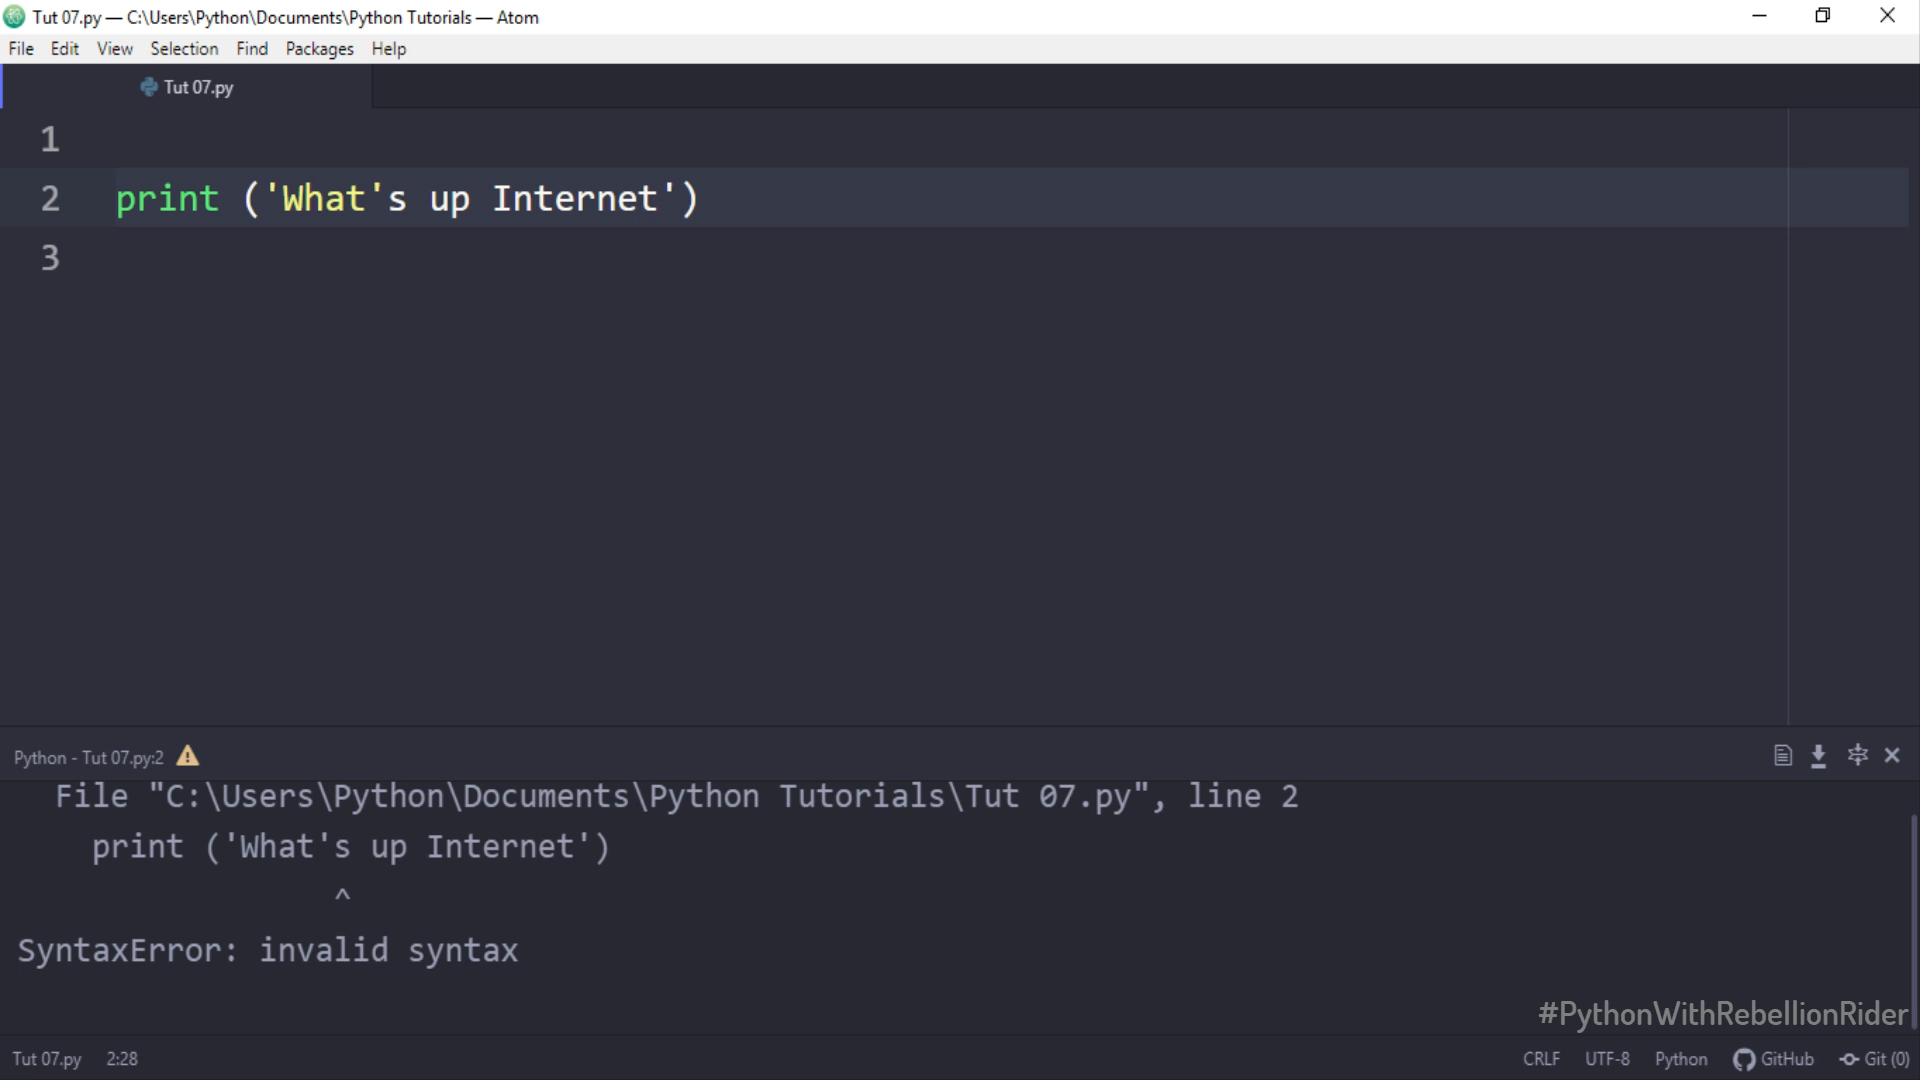 Tut 07.py — C:\Users\Python\Documents\Python Tutorials — Atom
File Edit View Selection Find Packages Help
Tut 07.py
1
2 print ('What's up Internet')
3
Python - Tut 07.py:2
File "C:\Users\Python\Documents\Python Tutorials\Tut 07.py", line 2
print ('What's up Internet')
^
SyntaxError: invalid syntax
#PythonWithRebellionRider
Tut 07.py 2:28 CRLF UTF-8 Python GitHub Git (0)